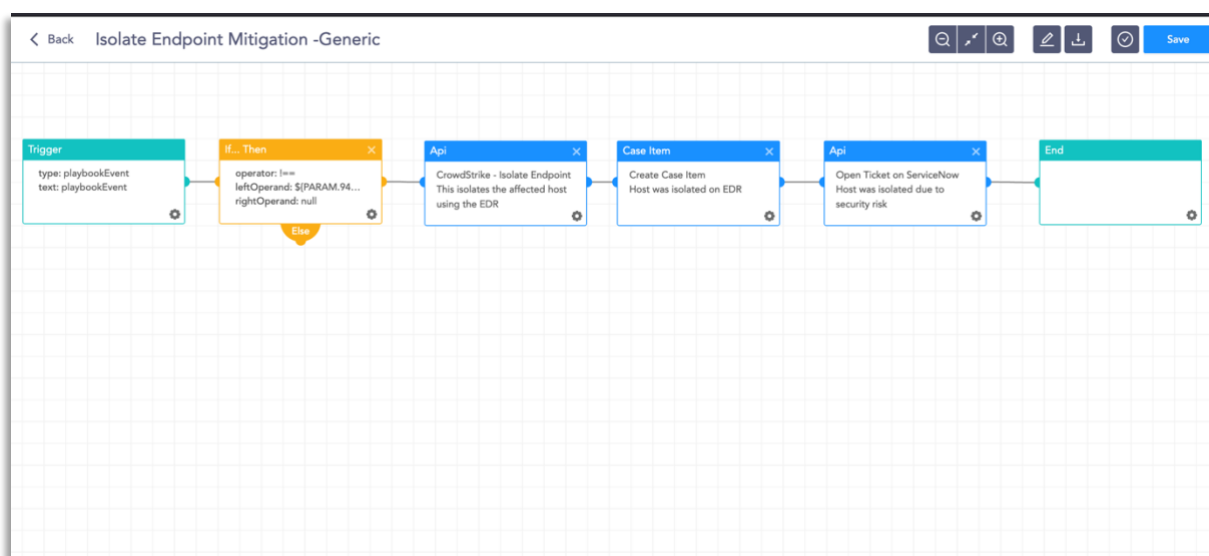 Back
Isolate Endpoint Mitigation -Generic
Save
Trigger
type: playbookEvent
text: playbookEvent
If... Then
operator: !==
leftOperand: ${PARAM.94...
rightOperand: null
Else
Api
CrowdStrike - Isolate Endpoint
This isolates the affected host
using the EDR
Case Item
Create Case Item
Host was isolated on EDR
Api
Open Ticket on ServiceNow
Host was isolated due to
security risk
End